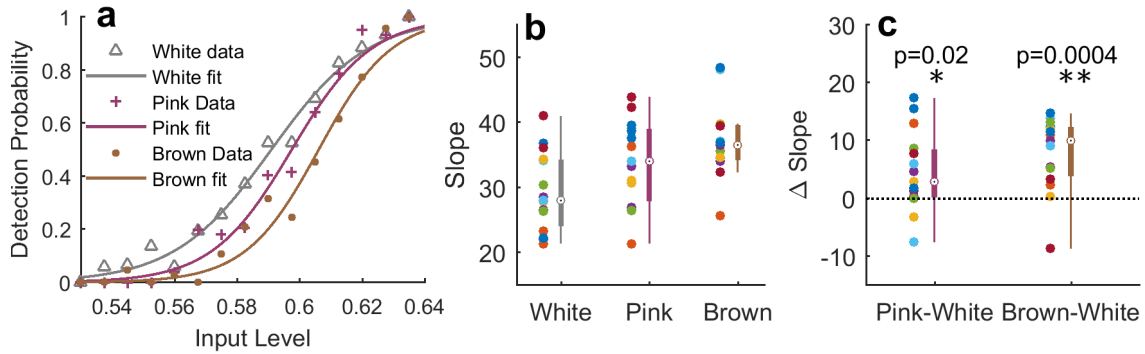 a
Detection Probability
1
0.8
0.6
0.4
0.2
0
White data
White fit
Pink Data
Pink fit
Brown Data
Brown fit
0.54
0.56
0.58
0.6
0.62
0.64
Input Level
b
Slope
50
40
30
20
White
Pink
Brown
c
Δ Slope
30
20
10
0
-10
p=0.02
*
p=0.0004
**
Pink-White
Brown-White